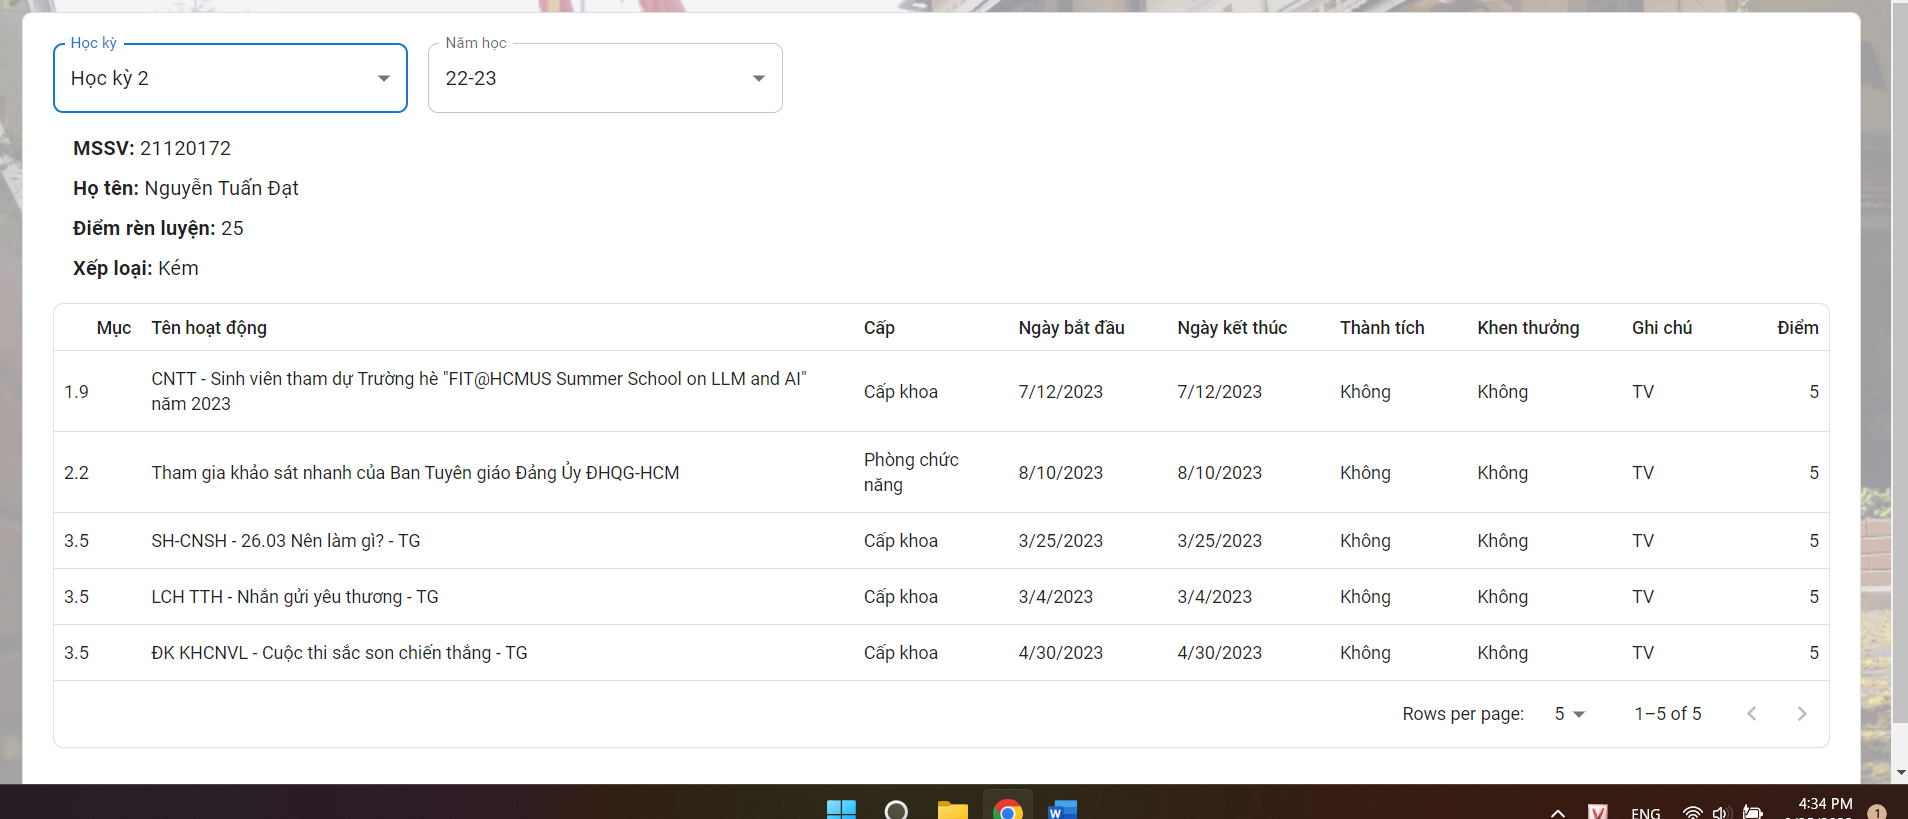 Học kỳ
Học kỳ 2
Năm học
22-23
MSSV: 21120172
Họ tên: Nguyễn Tuấn Đạt
Điểm rèn luyện: 25
Xếp loại: Kém
Mục Tên hoạt động Cấp Ngày bắt đầu Ngày kết thúc Thành tích Khen thưởng Ghi chú Điểm
1.9 CNTT - Sinh viên tham dự Trường hè "FIT@HCMUS Summer School on LLM and AI" năm 2023 Cấp khoa 7/12/2023 7/12/2023 Không Không TV 5
2.2 Tham gia khảo sát nhanh của Ban Tuyên giáo Đảng Ủy ĐHQG-HCM Phòng chức năng 8/10/2023 8/10/2023 Không Không TV 5
3.5 SH-CNSH - 26.03 Nên làm gì? - TG Cấp khoa 3/25/2023 3/25/2023 Không Không TV 5
3.5 LCH TTH - Nhắn gửi yêu thương - TG Cấp khoa 3/4/2023 3/4/2023 Không Không TV 5
3.5 ĐK KHCNVL - Cuộc thi sắc son chiến thắng - TG Cấp khoa 4/30/2023 4/30/2023 Không Không TV 5
Rows per page: 5 1–5 of 5
W V ENG 4:34 PM 1